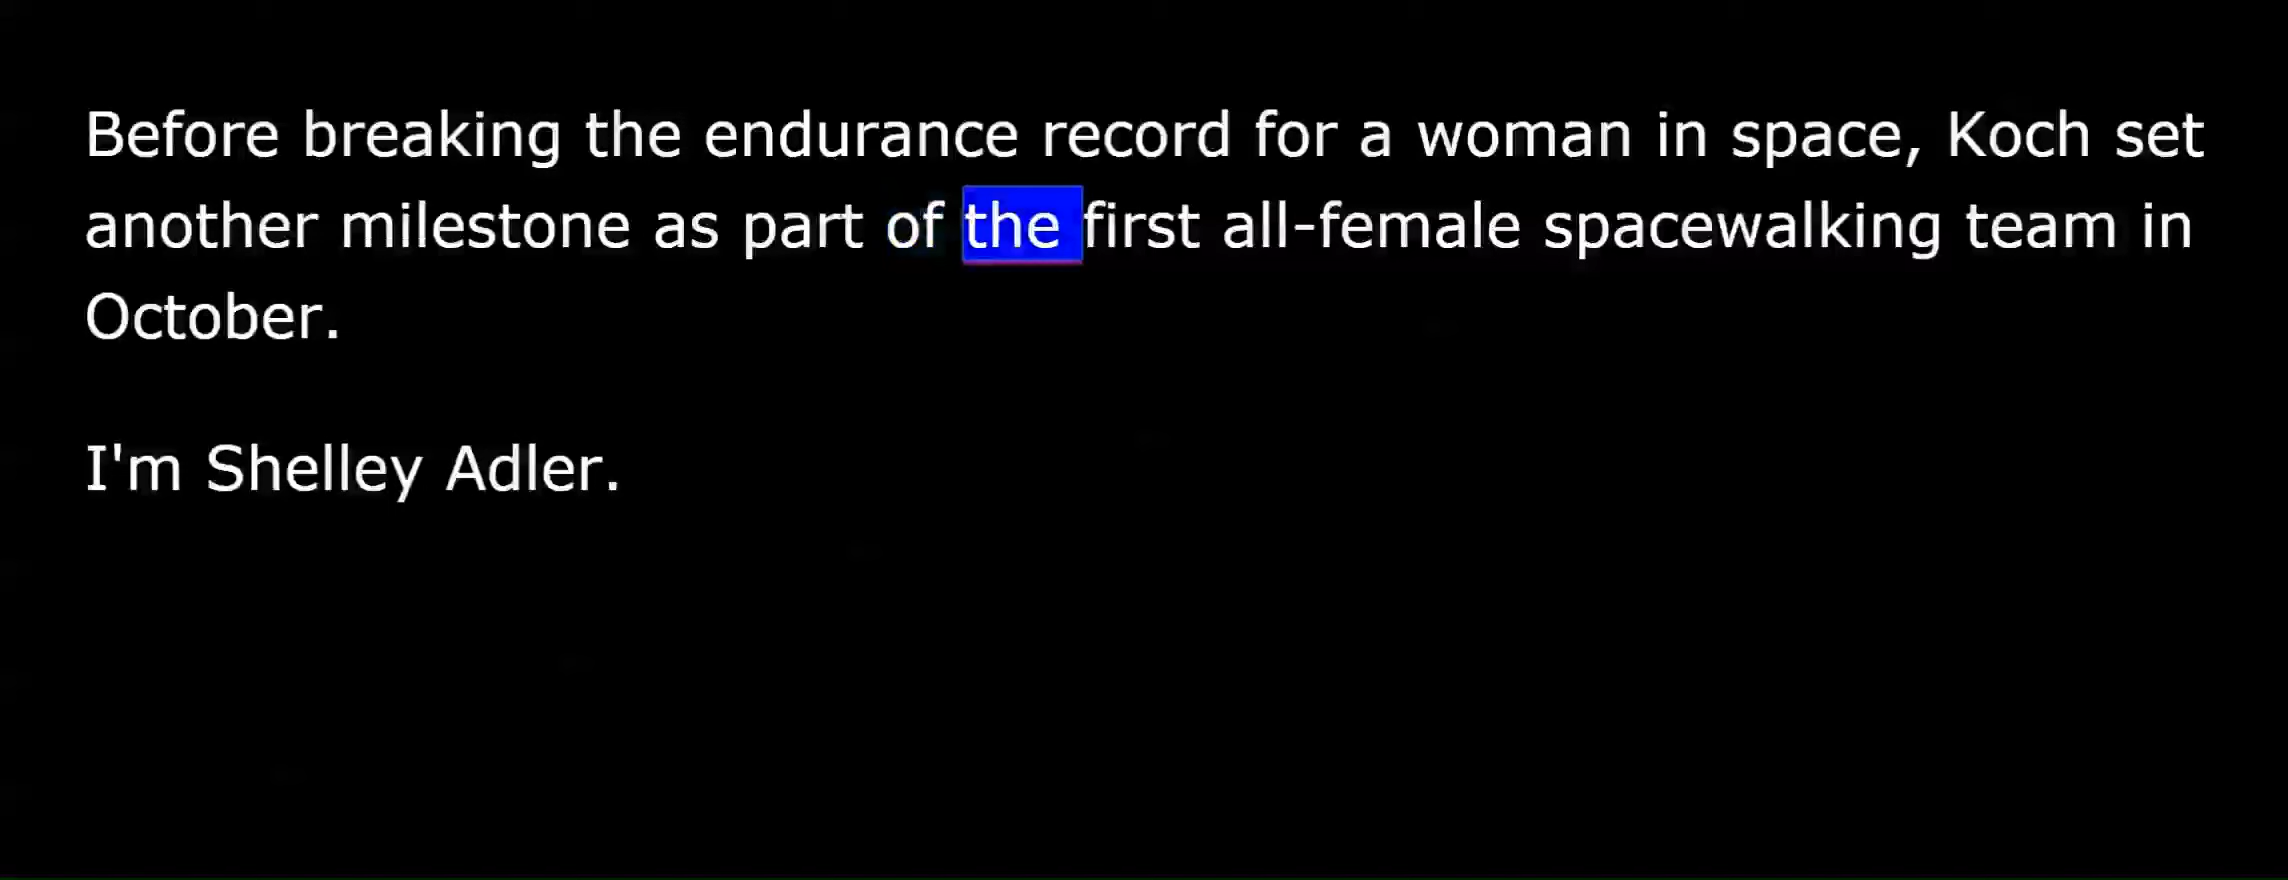 Before breaking the endurance record for a woman in space, Koch set
another milestone as part of the first all-female spacewalking team in
October.
I'm Shelley Adler.